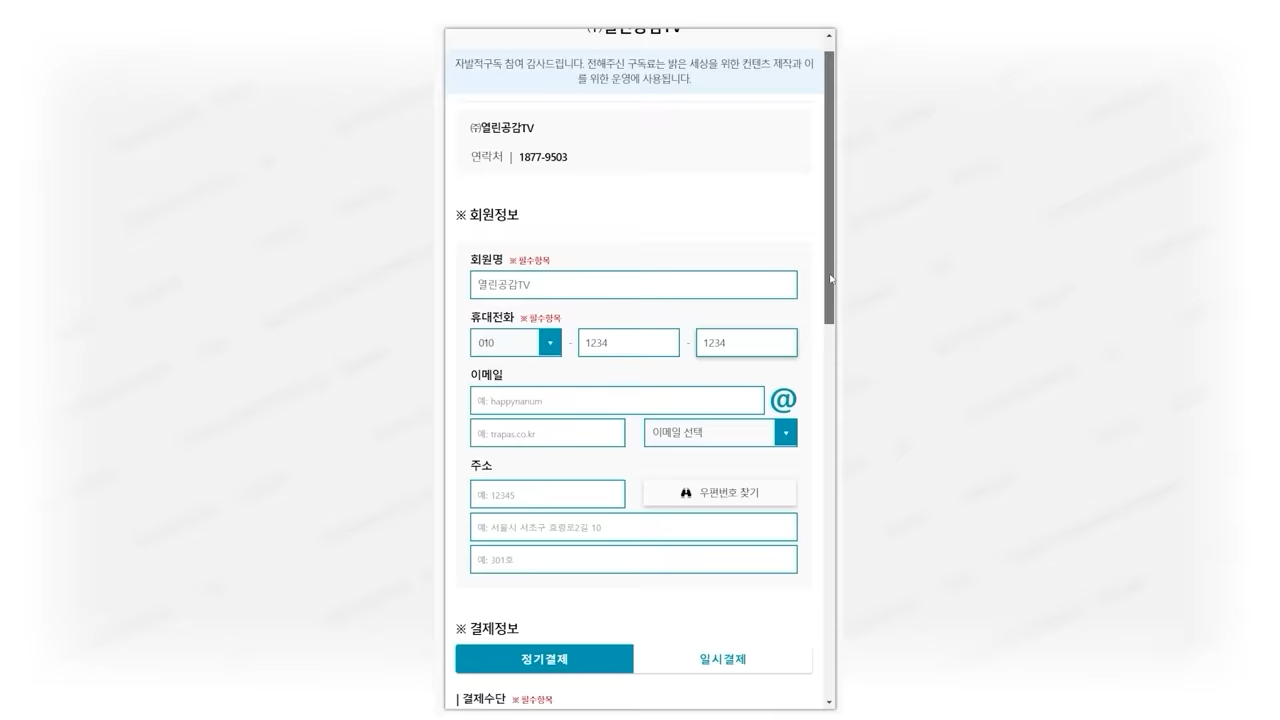 ㈜열린공감TV
자발적구독 참여 감사드립니다. 전해주신 구독료는 밝은 세상을 위한 컨텐츠 제작과 이
를 위한 운영에 사용됩니다.
㈜열린공감TV
연락처 | 1877-9503
※ 회원정보
회원명 ※ 필수항목
열린공감TV
휴대전화 ※ 필수항목
010 - 1234 - 1234
이메일
예: happynanum @
예: trapas.co.kr 이메일 선택
주소
예: 12345 우편번호 찾기
예: 서울시 서초구 효령로2길 10
예: 301호
※ 결제정보
정기결제 일시결제
| 결제수단 ※ 필수항목